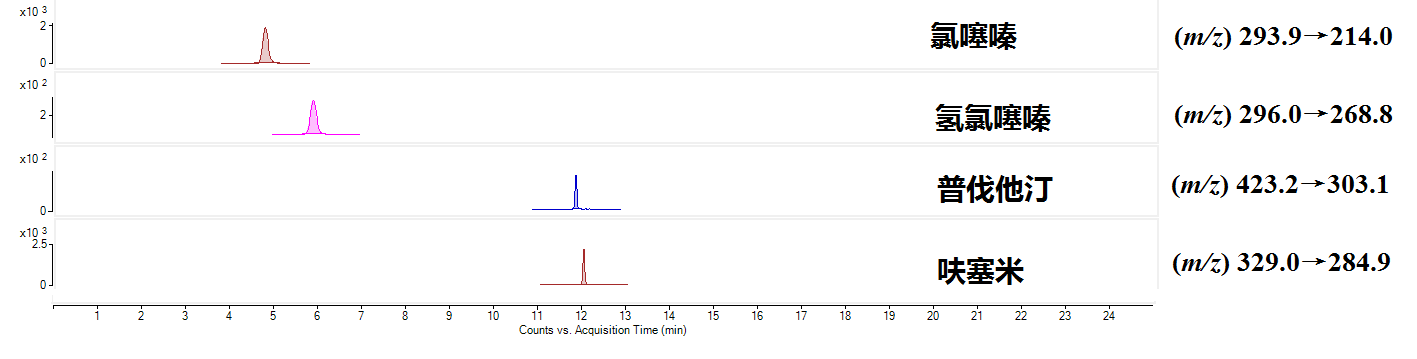 x10 3
2
0
氯噻嗪
(m/z) 293.9→214.0
x10 2
2
氢氯噻嗪
(m/z) 296.0→268.8
x10 2
0
普伐他汀
(m/z) 423.2→303.1
x10 3
2.5
0
呋塞米
(m/z) 329.0→284.9
1 2 3 4 5 6 7 8 9 10 11 12 13 14 15 16 17 18 19 20 21 22 23 24
Counts vs. Acquisition Time (min)